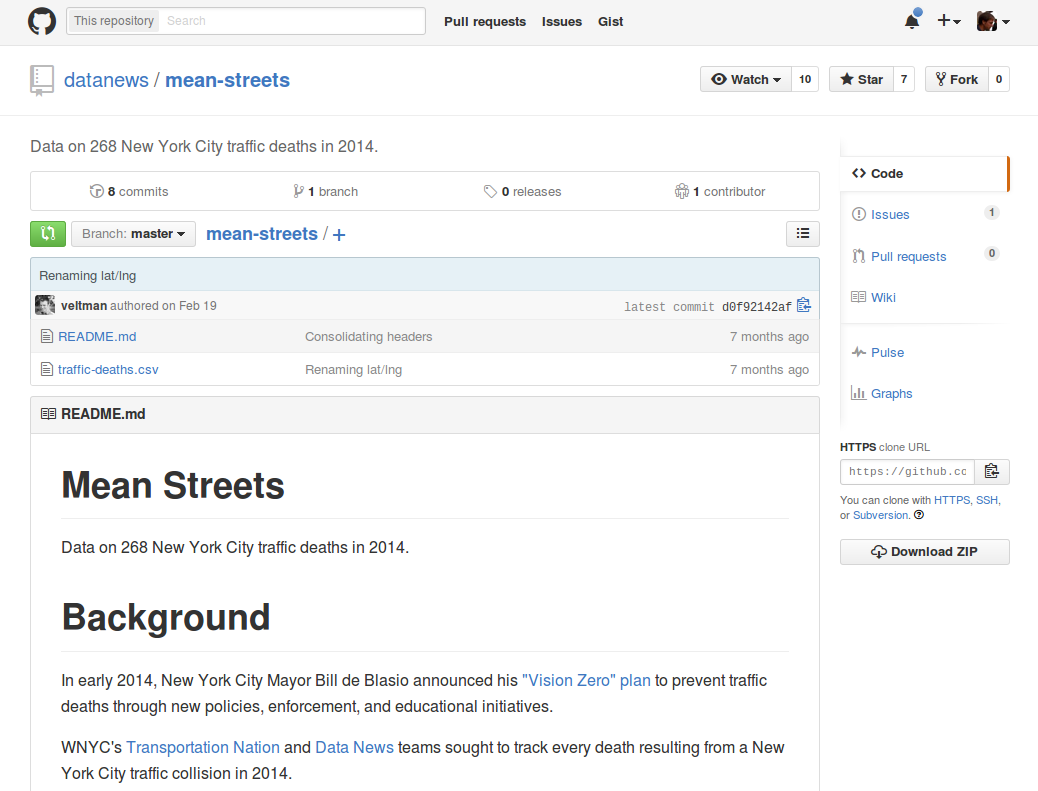 This repository Search Pull requests Issues Gist
datanews / mean-streets Watch 10 Star 7 Fork 0
Data on 268 New York City traffic deaths in 2014.
8 commits 1 branch 0 releases 1 contributor
Branch: master mean-streets / +
Renaming lat/lng
veltman authored on Feb 19 latest commit d0f92142af
README.md Consolidating headers 7 months ago
traffic-deaths.csv Renaming lat/lng 7 months ago
README.md
Mean Streets
Data on 268 New York City traffic deaths in 2014.
Background
In early 2014, New York City Mayor Bill de Blasio announced his "Vision Zero" plan to prevent traffic
deaths through new policies, enforcement, and educational initiatives.
WNYC's Transportation Nation and Data News teams sought to track every death resulting from a New
York City traffic collision in 2014.
Code
Issues 1
Pull requests 0
Wiki
Pulse
Graphs
HTTPS clone URL
https://github.cc
You can clone with HTTPS, SSH,
or Subversion.
Download ZIP